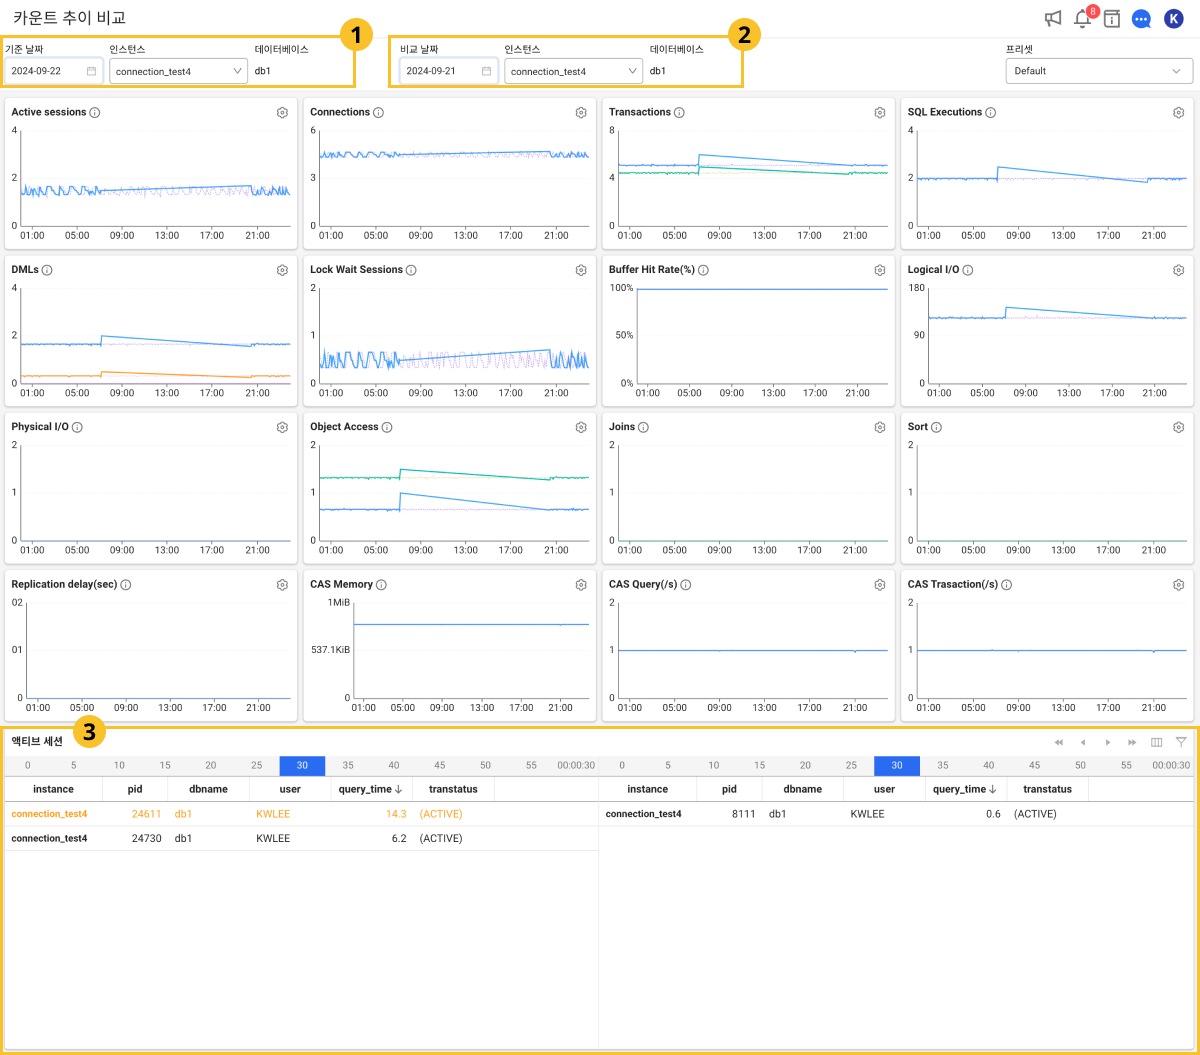 카운트 추이 비교
8
K
1
2
기준 날짜 인스턴스 데이터베이스
2024-09-22 connection_test4 db1
비교 날짜 인스턴스 데이터베이스
2024-09-21 connection_test4 db1
프리셋
Default
Active sessions
4
2
0
01:00 05:00 09:00 13:00 17:00 21:00
Connections
6
3
0
01:00 05:00 09:00 13:00 17:00 21:00
Transactions
8
4
0
01:00 05:00 09:00 13:00 17:00 21:00
SQL Executions
4
2
0
01:00 05:00 09:00 13:00 17:00 21:00
DMLs
4
2
0
01:00 05:00 09:00 13:00 17:00 21:00
Lock Wait Sessions
2
1
0
01:00 05:00 09:00 13:00 17:00 21:00
Buffer Hit Rate(%)
100%
50%
0%
01:00 05:00 09:00 13:00 17:00 21:00
Logical I/O
180
90
0
01:00 05:00 09:00 13:00 17:00 21:00
Physical I/O
2
1
0
01:00 05:00 09:00 13:00 17:00 21:00
Object Access
2
1
0
01:00 05:00 09:00 13:00 17:00 21:00
Joins
2
1
0
01:00 05:00 09:00 13:00 17:00 21:00
Sort
2
1
0
01:00 05:00 09:00 13:00 17:00 21:00
Replication delay(sec)
02
01
0
01:00 05:00 09:00 13:00 17:00 21:00
CAS Memory
1MiB
537.1KiB
0
01:00 05:00 09:00 13:00 17:00 21:00
CAS Query(/s)
2
1
0
01:00 05:00 09:00 13:00 17:00 21:00
CAS Trasaction(/s)
2
1
0
01:00 05:00 09:00 13:00 17:00 21:00
3
액티브 세션
0 5 10 15 20 25 30 35 40 45 50 55 00:00:30
instance pid dbname user query_time transtatus
connection_test4 24611 db1 KWLEE 14.3 (ACTIVE)
connection_test4 24730 db1 KWLEE 6.2 (ACTIVE)
0 5 10 15 20 25 30 35 40 45 50 55 00:00:30
instance pid dbname user query_time transtatus
connection_test4 8111 db1 KWLEE 0.6 (ACTIVE)